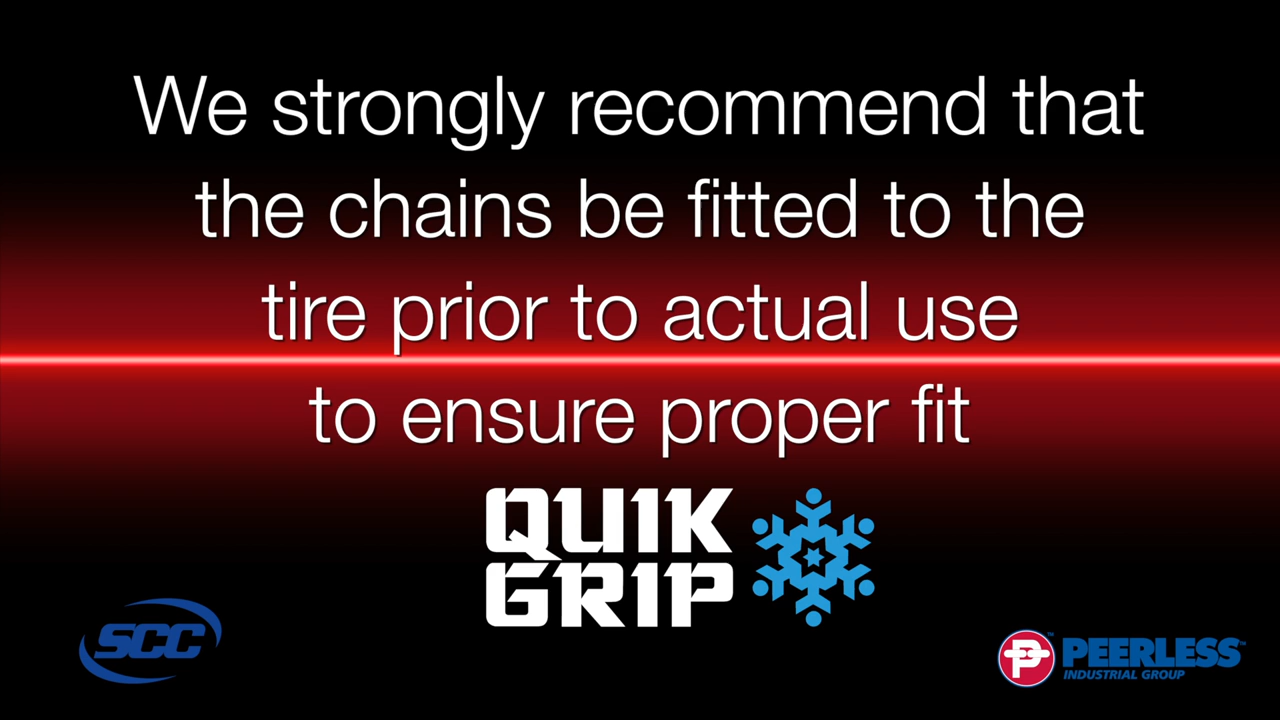 We strongly recommend that
the chains be fitted to the
tire prior to actual use
to ensure proper fit
QUIK
GRIP
SCC
P PEERLESS™
INDUSTRIAL GROUP